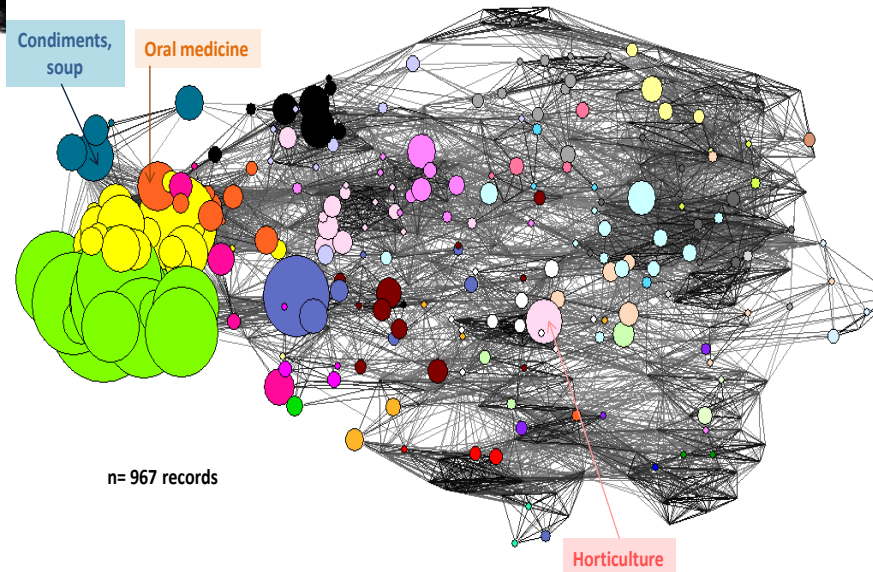 Condiments,
soup
Oral medicine
n= 967 records
Horticulture